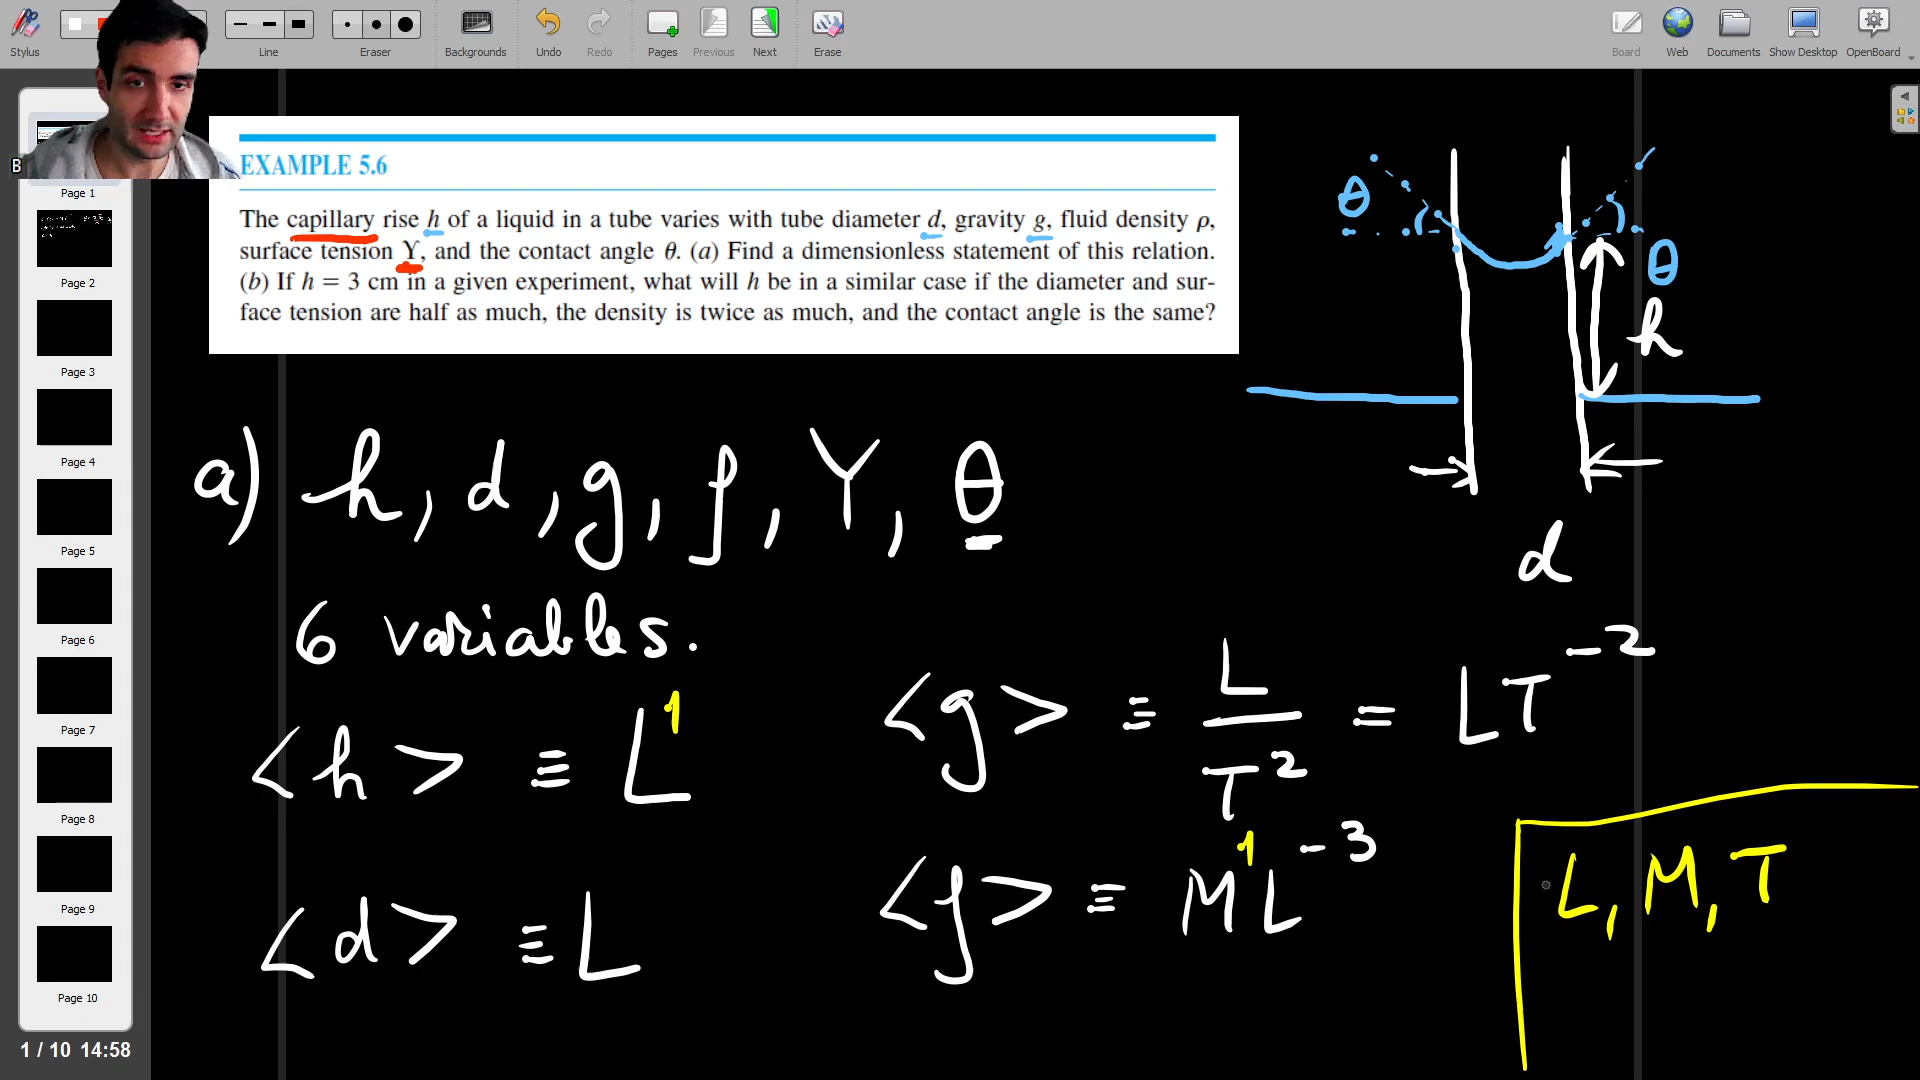 Stylus
Line
Eraser
Backgrounds
Undo
Redo
Pages
Previous
Next
Erase
Board
Web
Documents
Show Desktop
OpenBoard
B
Page 1
Page 2
Page 3
Page 4
Page 5
Page 6
Page 7
Page 8
Page 9
Page 10
1 / 10 14:58
EXAMPLE 5.6
The capillary rise h of a liquid in a tube varies with tube diameter d, gravity g, fluid density ρ,
surface tension Υ, and the contact angle θ. (a) Find a dimensionless statement of this relation.
(b) If h = 3 cm in a given experiment, what will h be in a similar case if the diameter and sur-
face tension are half as much, the density is twice as much, and the contact angle is the same?
θ
θ
h
d
a) h, d, g, ρ, Υ, θ
6 variables.
<h> ≡ L¹
<d> ≡ L
<g> ≡ L/T² = LT⁻²
<ρ> ≡ M¹L⁻³
L, M, T